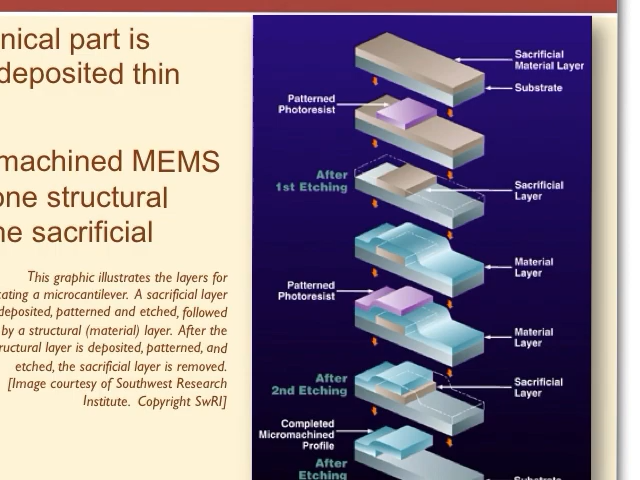 nical part is
deposited thin
machined MEMS
one structural
he sacrificial
This graphic illustrates the layers for
cating a microcantilever. A sacrificial layer
deposited, patterned and etched, followed
by a structural (material) layer. After the
ructural layer is deposited, patterned, and
etched, the sacrificial layer is removed.
[Image courtesy of Southwest Research
Institute. Copyright SwRI]
Sacrificial
Material Layer
Substrate
Patterned
Photoresist
After
1st Etching
Sacrificial
Layer
Material
Layer
Patterned
Photoresist
Material
Layer
After
2nd Etching
Sacrificial
Layer
Completed
Micromachined
Profile
After
Etching
Substrate